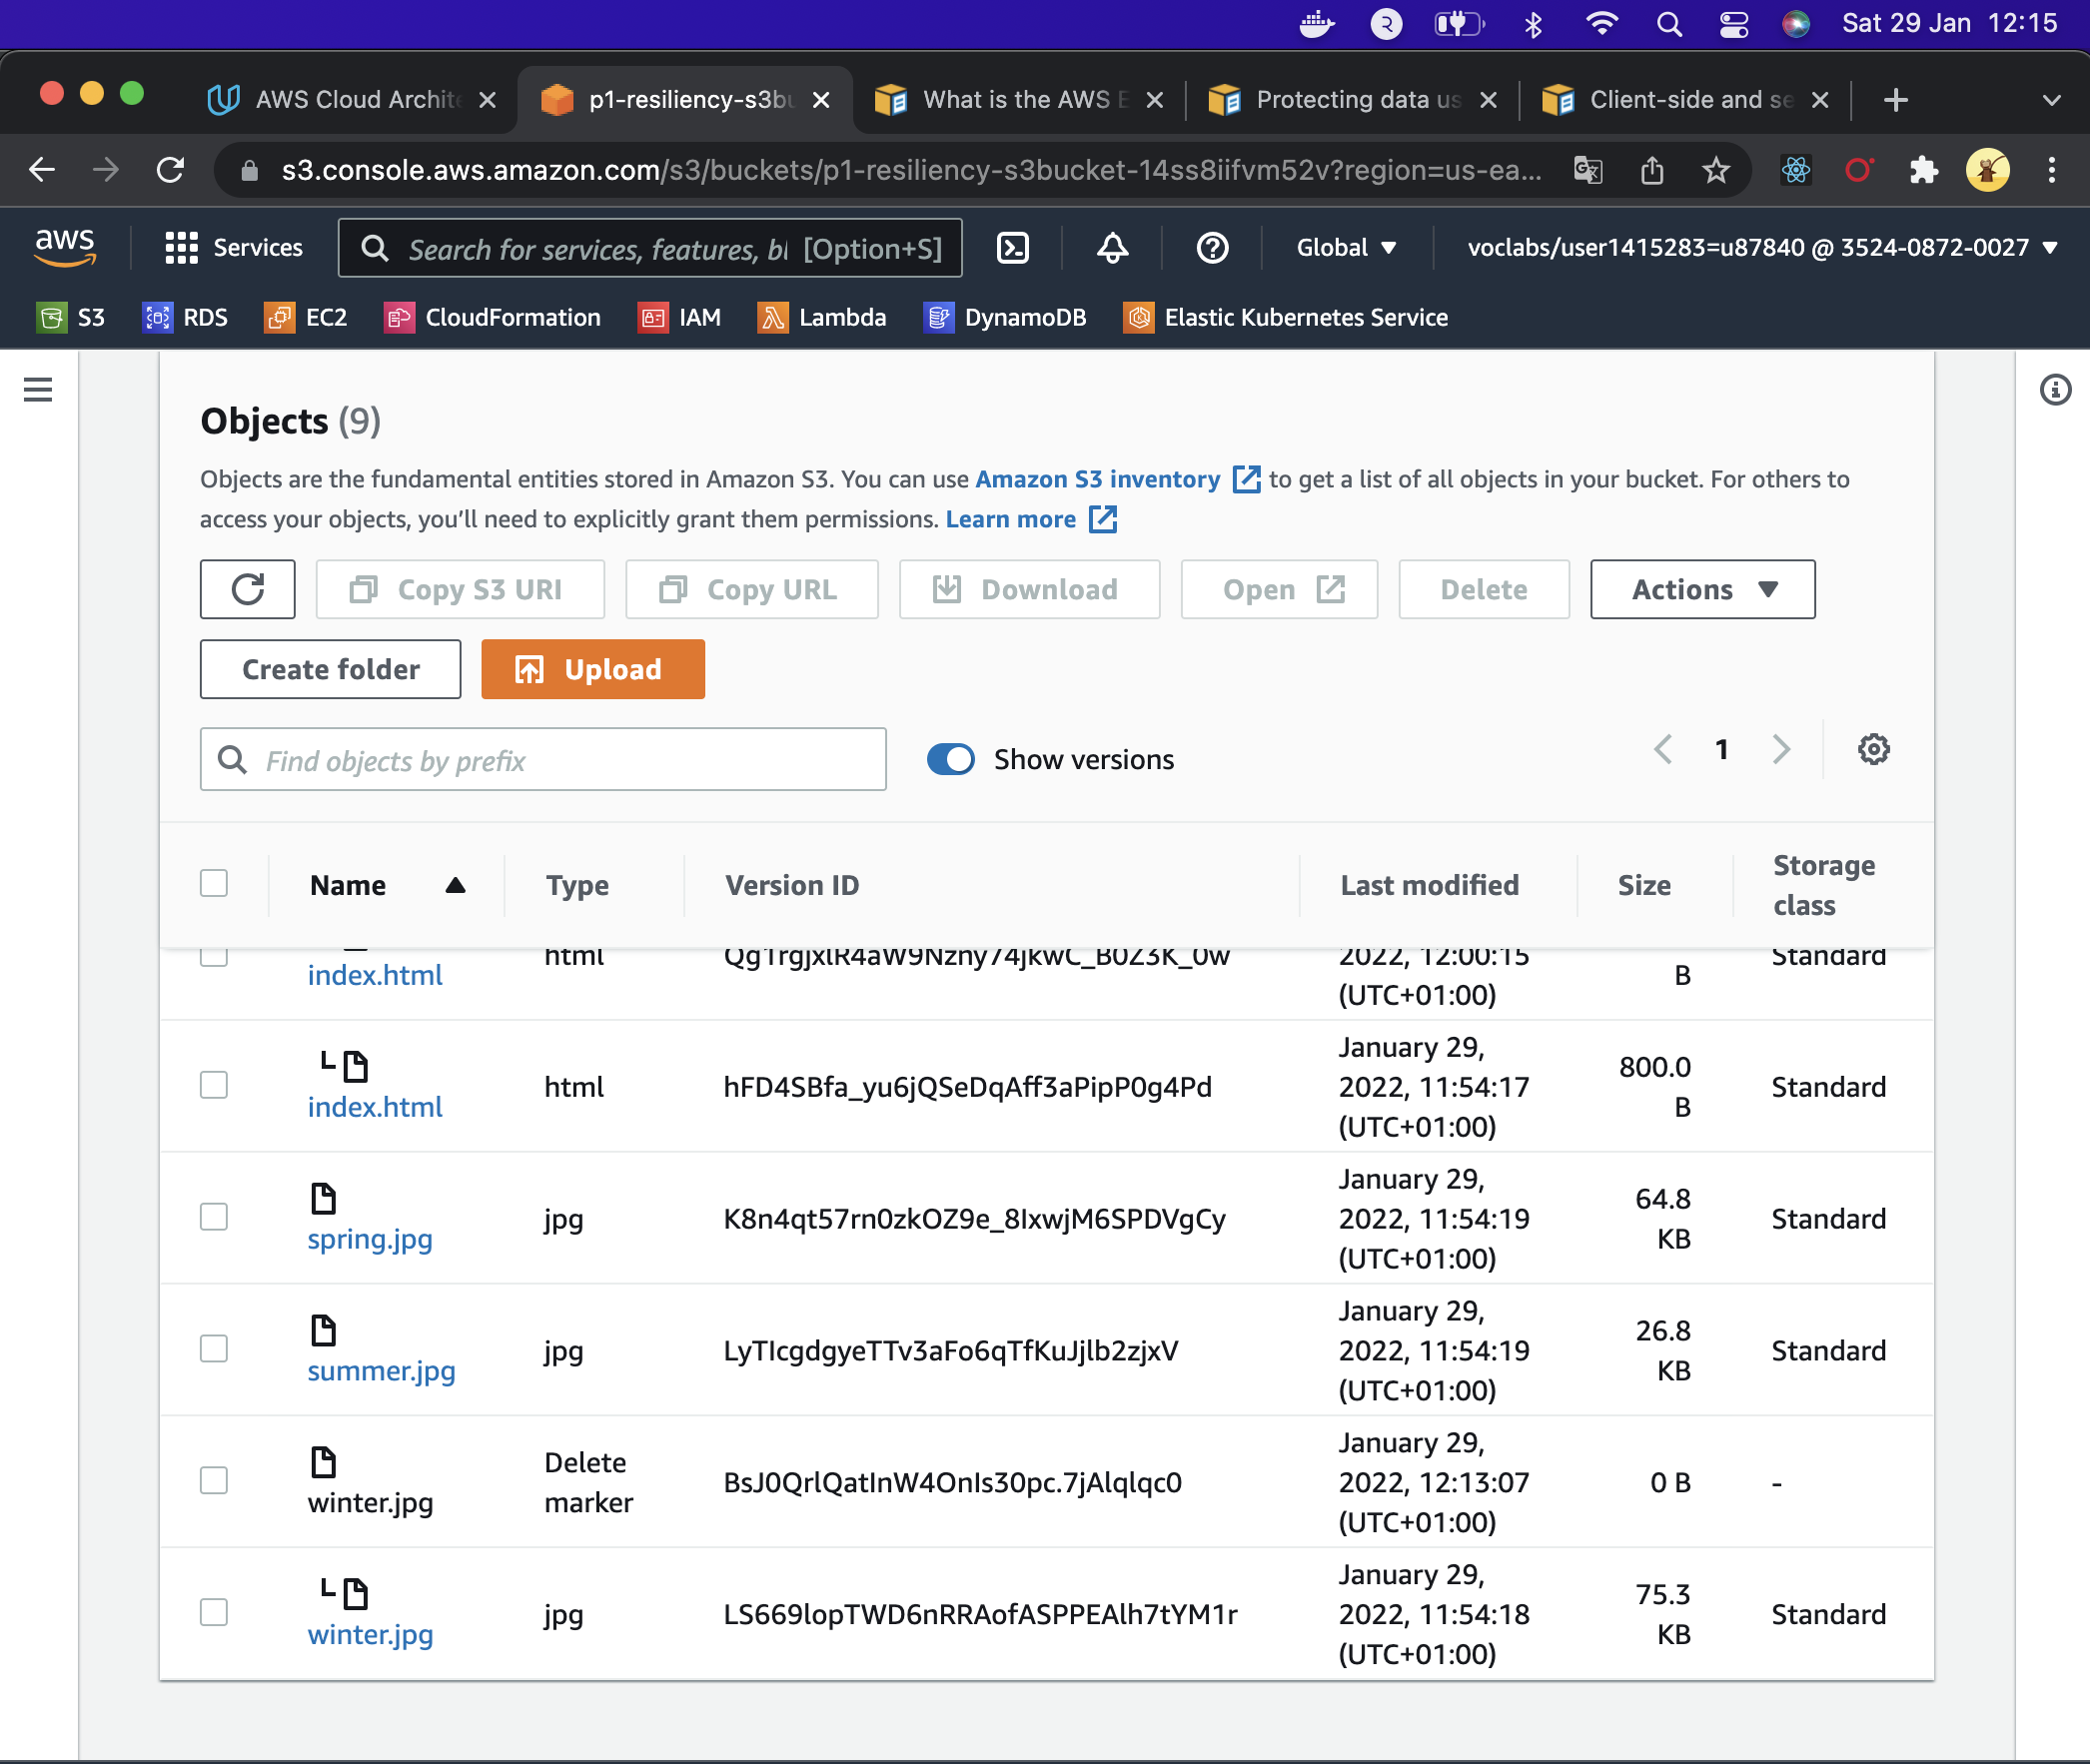 Sat 29 Jan 12:15
AWS Cloud Archite
p1-resiliency-s3bu
What is the AWS E
Protecting data us
Client-side and se
s3.console.aws.amazon.com/s3/buckets/p1-resiliency-s3bucket-14ss8iifvm52v?region=us-ea...
aws
Services
Search for services, features, bl [Option+S]
Global
voclabs/user1415283=u87840 @ 3524-0872-0027
S3
RDS
EC2
CloudFormation
IAM
Lambda
DynamoDB
Elastic Kubernetes Service
Objects (9)
Objects are the fundamental entities stored in Amazon S3. You can use Amazon S3 inventory to get a list of all objects in your bucket. For others to
access your objects, you’ll need to explicitly grant them permissions. Learn more
Copy S3 URI
Copy URL
Download
Open
Delete
Actions
Create folder
Upload
Find objects by prefix
Show versions
1
Name
Type
Version ID
Last modified
Size
Storage
class
index.html
html
Qg1rgjxlR4aW9Nzny74jkwC_B0Z3K_0w
2022, 12:00:15
(UTC+01:00)
B
Standard
index.html
html
hFD4SBfa_yu6jQSeDqAff3aPipP0g4Pd
January 29,
2022, 11:54:17
(UTC+01:00)
800.0
B
Standard
spring.jpg
jpg
K8n4qt57rn0zkOZ9e_8IxwjM6SPDVgCy
January 29,
2022, 11:54:19
(UTC+01:00)
64.8
KB
Standard
summer.jpg
jpg
LyTIcgdgyeTTv3aFo6qTfKuJjlb2zjxV
January 29,
2022, 11:54:19
(UTC+01:00)
26.8
KB
Standard
winter.jpg
Delete
marker
BsJ0QrlQatInW4OnIs30pc.7jAlqlqc0
January 29,
2022, 12:13:07
(UTC+01:00)
0 B
-
winter.jpg
jpg
LS669lopTWD6nRRAofASPPEAlh7tYM1r
January 29,
2022, 11:54:18
(UTC+01:00)
75.3
KB
Standard